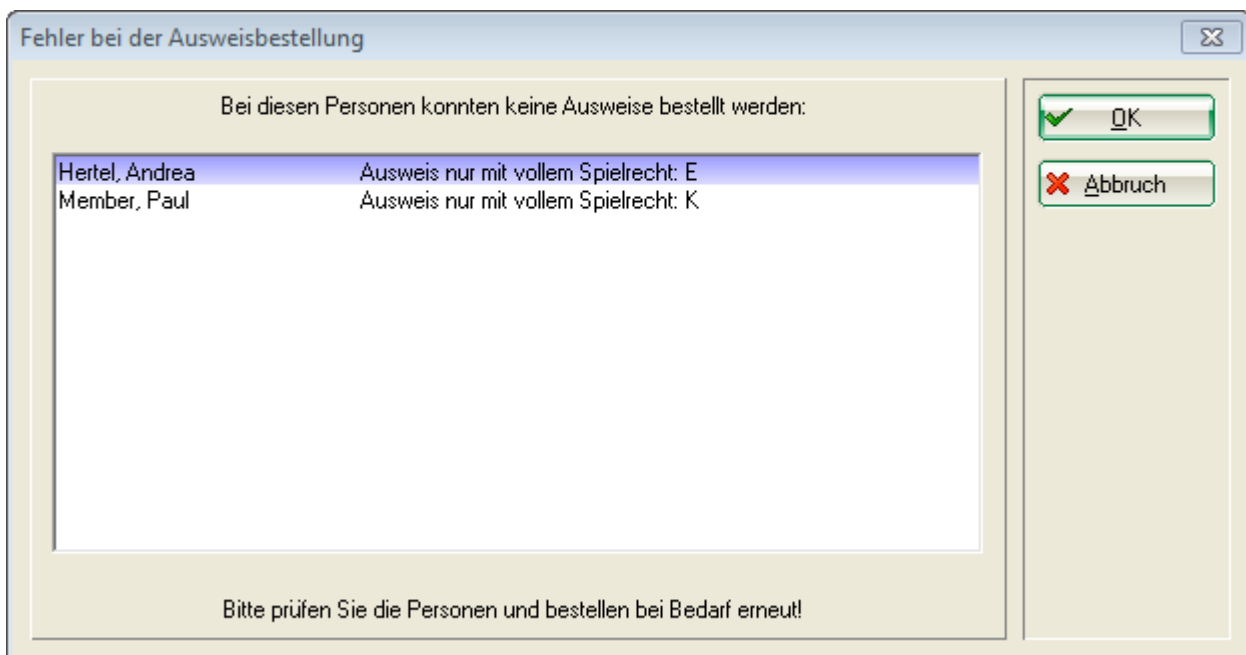 Fehler bei der Ausweisbestellung
Bei diesen Personen konnten keine Ausweise bestellt werden:
Hertel, Andrea Ausweis nur mit vollem Spielrecht: E
Member, Paul Ausweis nur mit vollem Spielrecht: K
Bitte prüfen Sie die Personen und bestellen bei Bedarf erneut!
OK
Abbruch